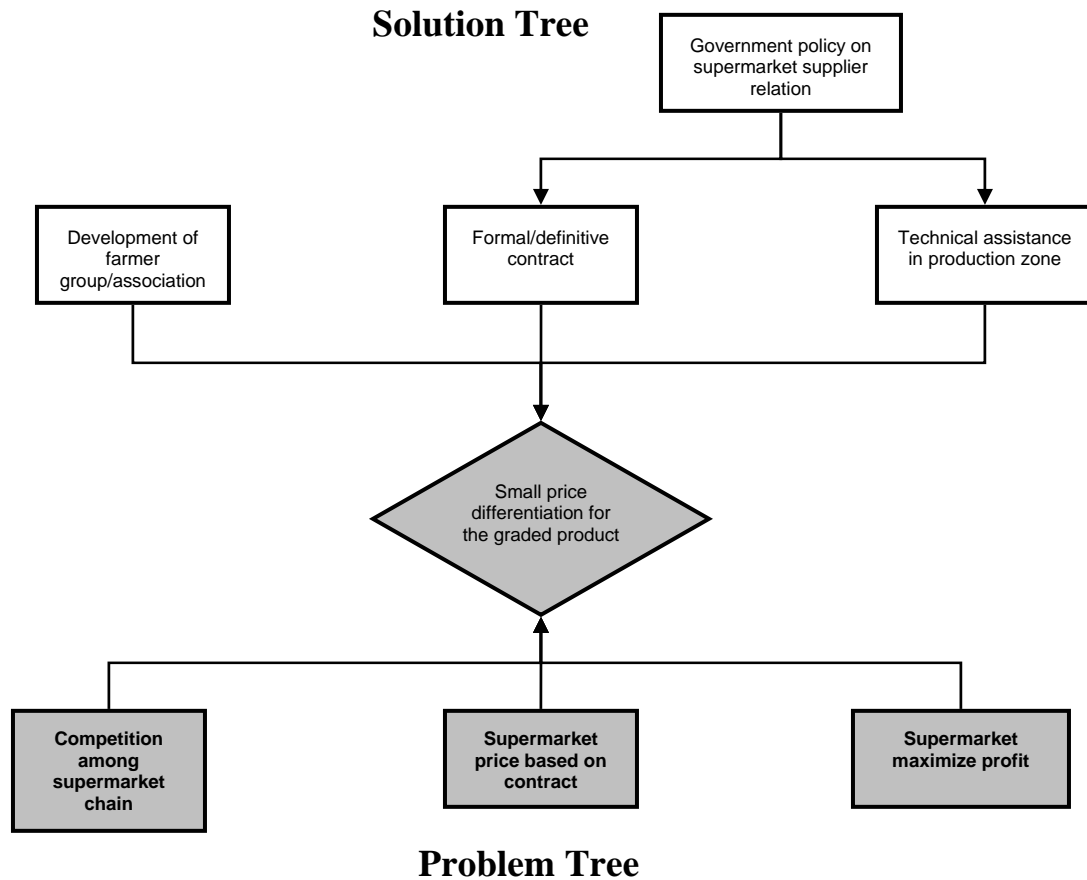 Solution Tree
Government policy on
supermarket supplier
relation
Development of
farmer
group/association
Formal/definitive
contract
Technical assistance
in production zone
Small price
differentiation for
the graded product
Competition
among
supermarket
chain
Supermarket
price based on
contract
Supermarket
maximize profit
Problem Tree